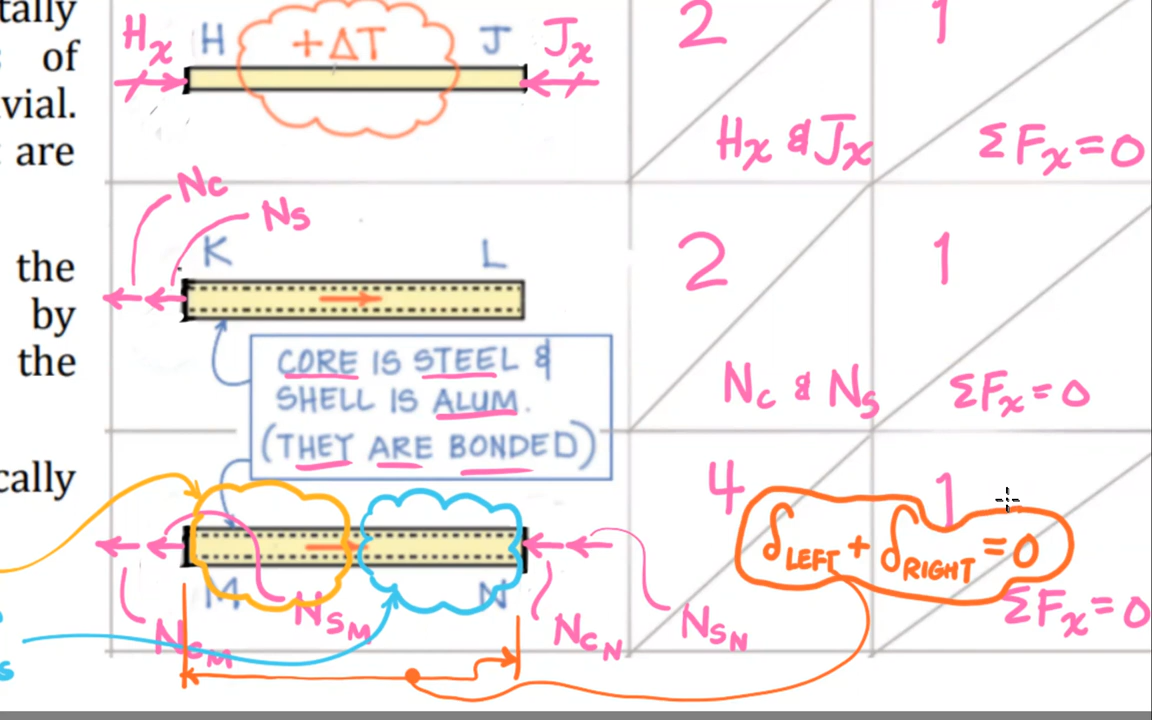 tally
of
vial.
are
the
by
the
cally
s
Hx H +ΔT J Jx
2 1
Hx & Jx ΣFx=0
Nc
Ns
K L
2 1
CORE IS STEEL &
SHELL IS ALUM.
(THEY ARE BONDED)
Nc & Ns ΣFx=0
4 1
δLEFT + δRIGHT = 0
ΣFx=0
M N
NSM NSM NCN NSN